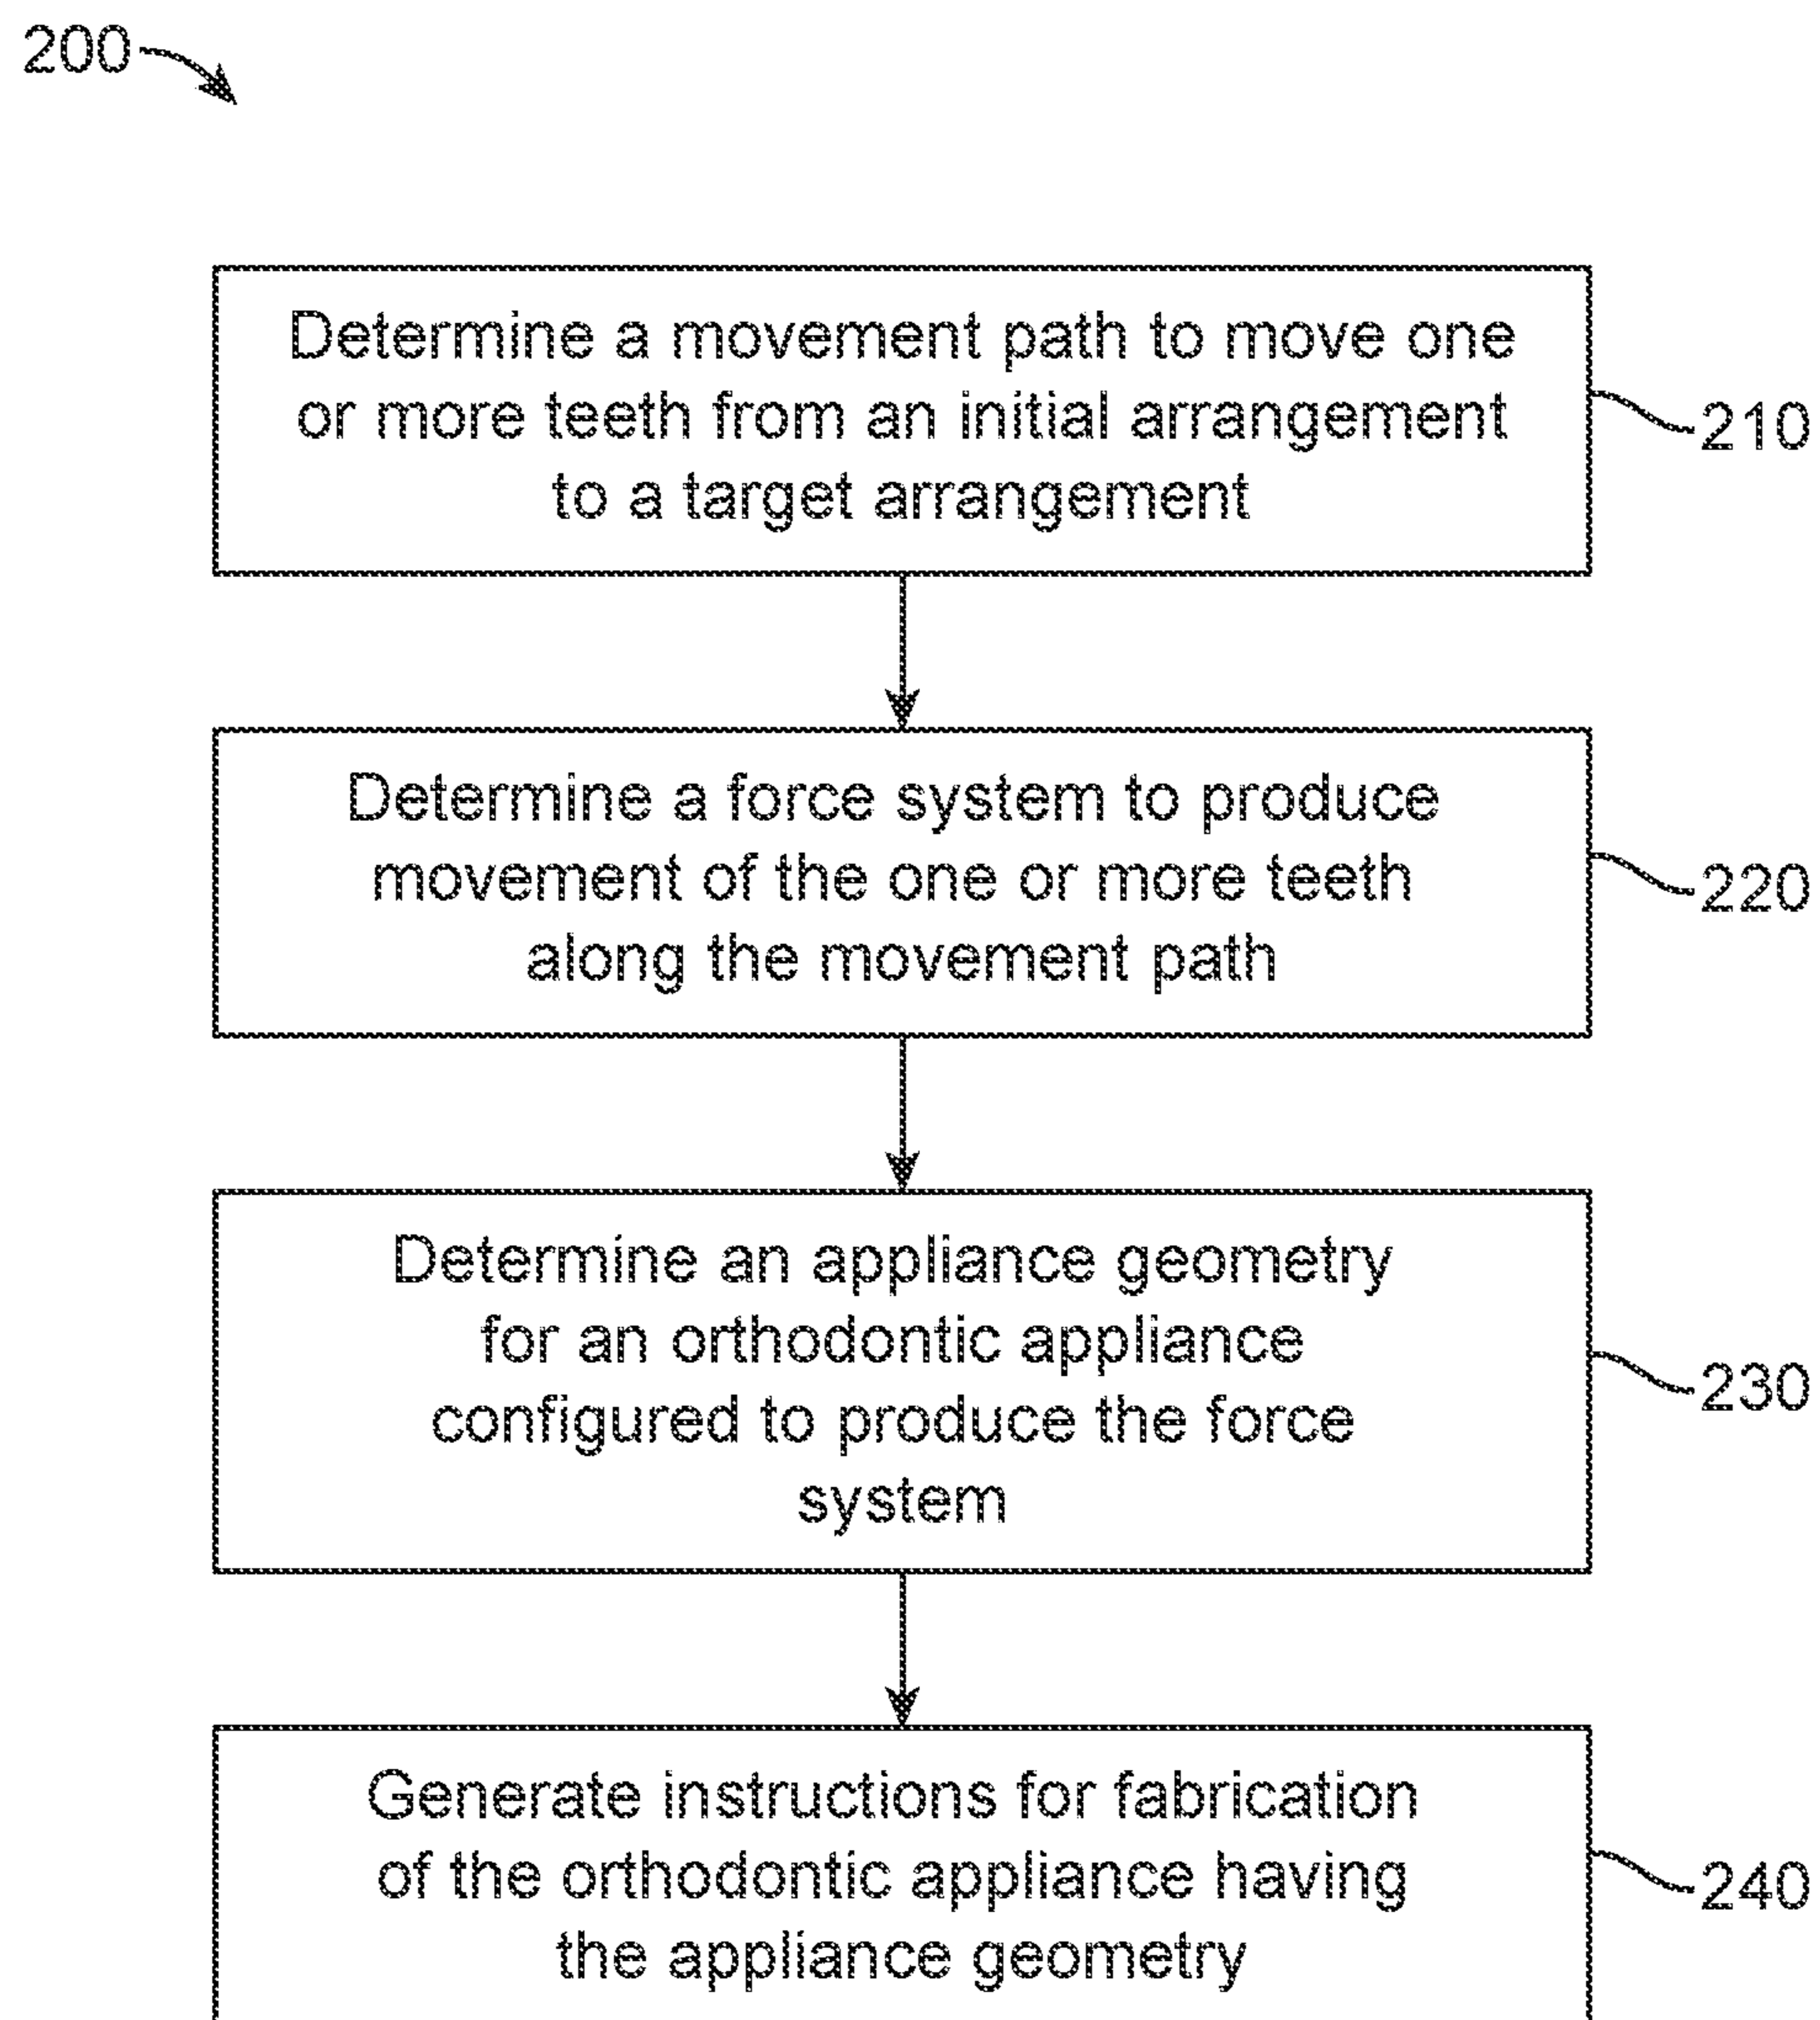 200
Determine a movement path to move one
or more teeth from an initial arrangement
to a target arrangement
210
Determine a force system to produce
movement of the one or more teeth
along the movement path
220
Determine an appliance geometry
for an orthodontic appliance
configured to produce the force
system
230
Generate instructions for fabrication
of the orthodontic appliance having
the appliance geometry
240